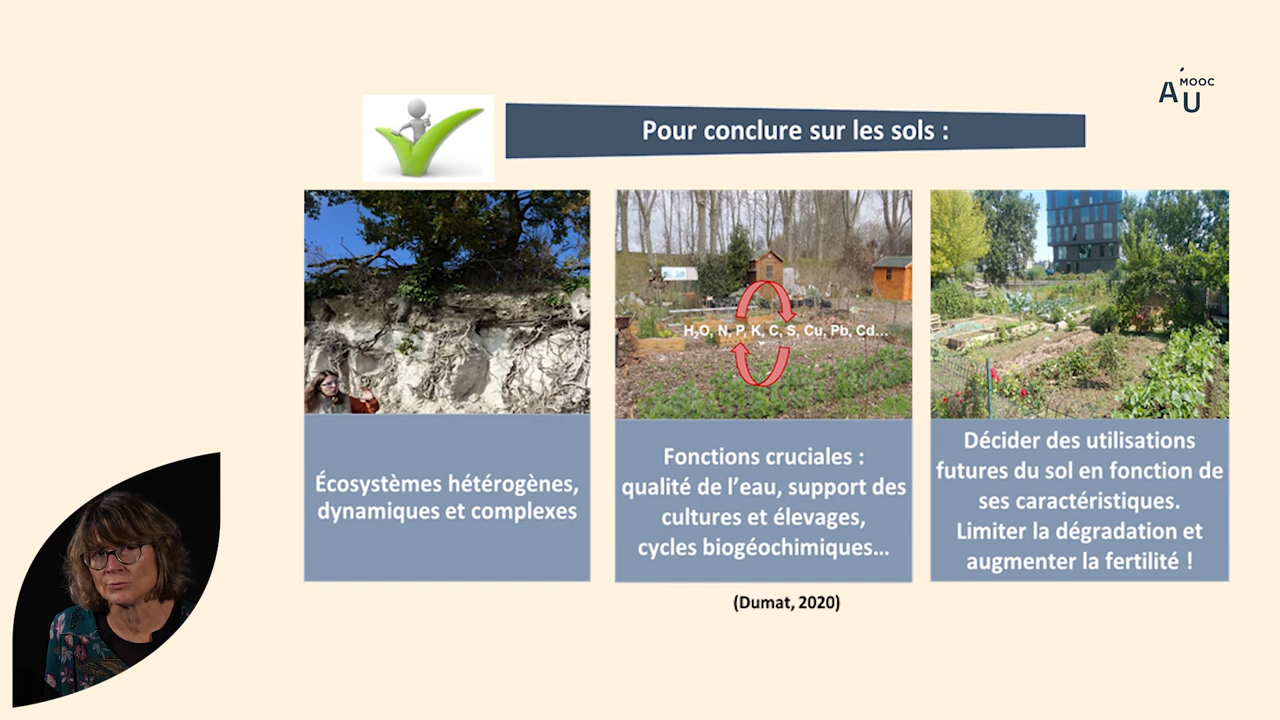 MOOC
AU
Pour conclure sur les sols :
H₂O, N, P, K, C, S, Cu, Pb, Cd...
Écosystèmes hétérogènes,
dynamiques et complexes
Fonctions cruciales :
qualité de l'eau, support des
cultures et élevages,
cycles biogéochimiques...
Décider des utilisations
futures du sol en fonction de
ses caractéristiques.
Limiter la dégradation et
augmenter la fertilité !
(Dumat, 2020)